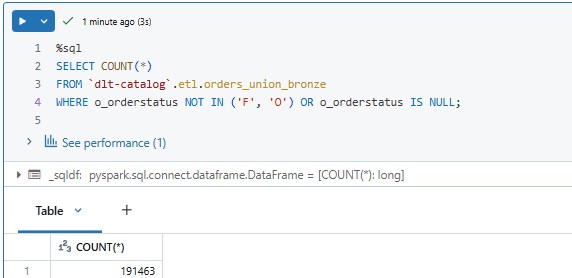 1 minute ago (3s)
1 %sql
2 SELECT COUNT(*)
3 FROM `dlt-catalog`.etl.orders_union_bronze
4 WHERE o_orderstatus NOT IN ('F', 'O') OR o_orderstatus IS NULL;
5
See performance (1)
_sqldf: pyspark.sql.connect.dataframe.DataFrame = [COUNT(*): long]
Table +
1²3 COUNT(*)
1 191463